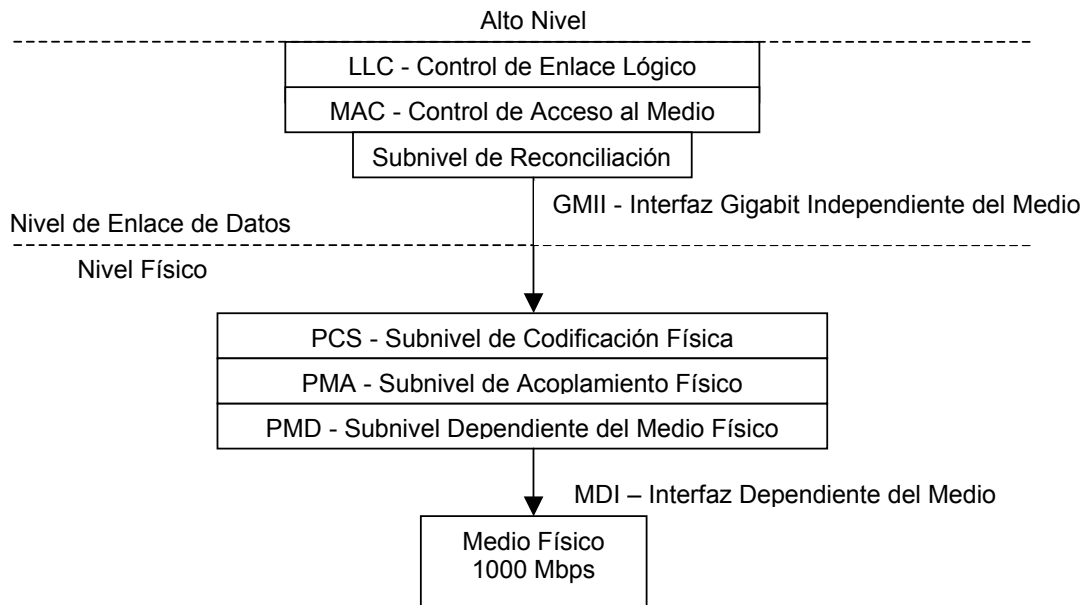 Alto Nivel
LLC - Control de Enlace Lógico
MAC - Control de Acceso al Medio
Subnivel de Reconciliación
GMII - Interfaz Gigabit Independiente del Medio
Nivel de Enlace de Datos
Nivel Físico
PCS - Subnivel de Codificación Física
PMA - Subnivel de Acoplamiento Físico
PMD - Subnivel Dependiente del Medio Físico
MDI – Interfaz Dependiente del Medio
Medio Físico
1000 Mbps